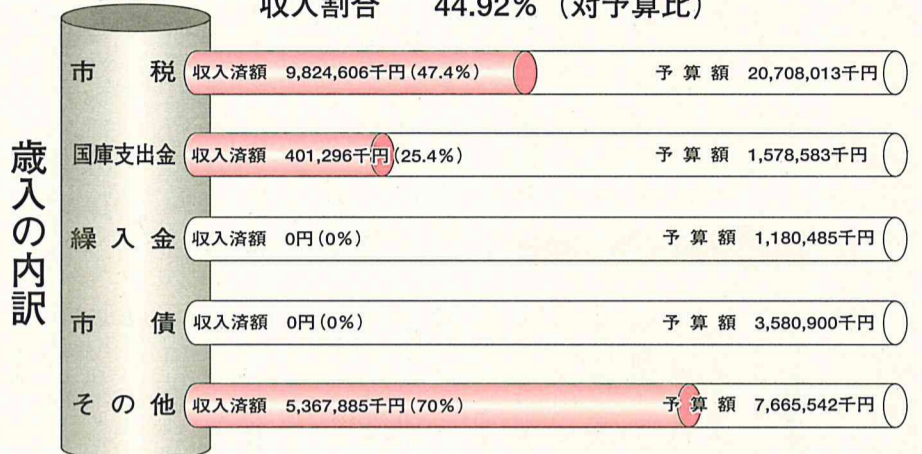 収入割合 44.92%（対予算比）
歳入の内訳
市税 収入済額 9,824,606千円(47.4%) 予算額 20,708,013千円
国庫支出金 収入済額 401,296千円(25.4%) 予算額 1,578,583千円
繰入金 収入済額 0円(0%) 予算額 1,180,485千円
市債 収入済額 0円(0%) 予算額 3,580,900千円
その他 収入済額 5,367,885千円(70%) 予算額 7,665,542千円